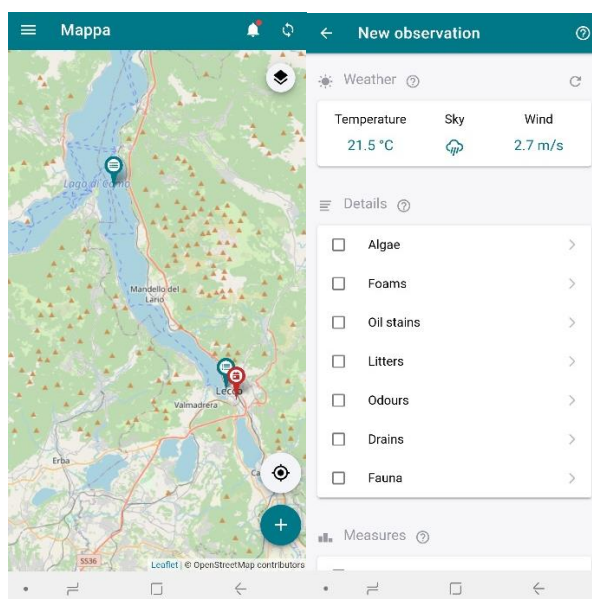 Mappa
Lago di Como
Mandello del
Lario
Lecco
Valmadrera
Erba
Ca
SS36
Leaflet | © OpenStreetMap contributors
New observation
Weather
Temperature Sky Wind
21.5 °C 2.7 m/s
Details
Algae
Foams
Oil stains
Litters
Odours
Drains
Fauna
Measures